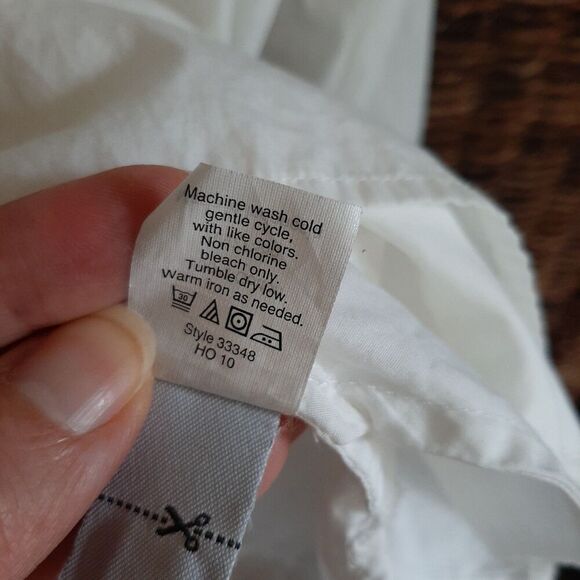 Machine wash cold
gentle cycle,
with like colors.
Non chlorine
bleach only.
Tumble dry low.
Warm iron as needed.
30
Style 33348
HO 10